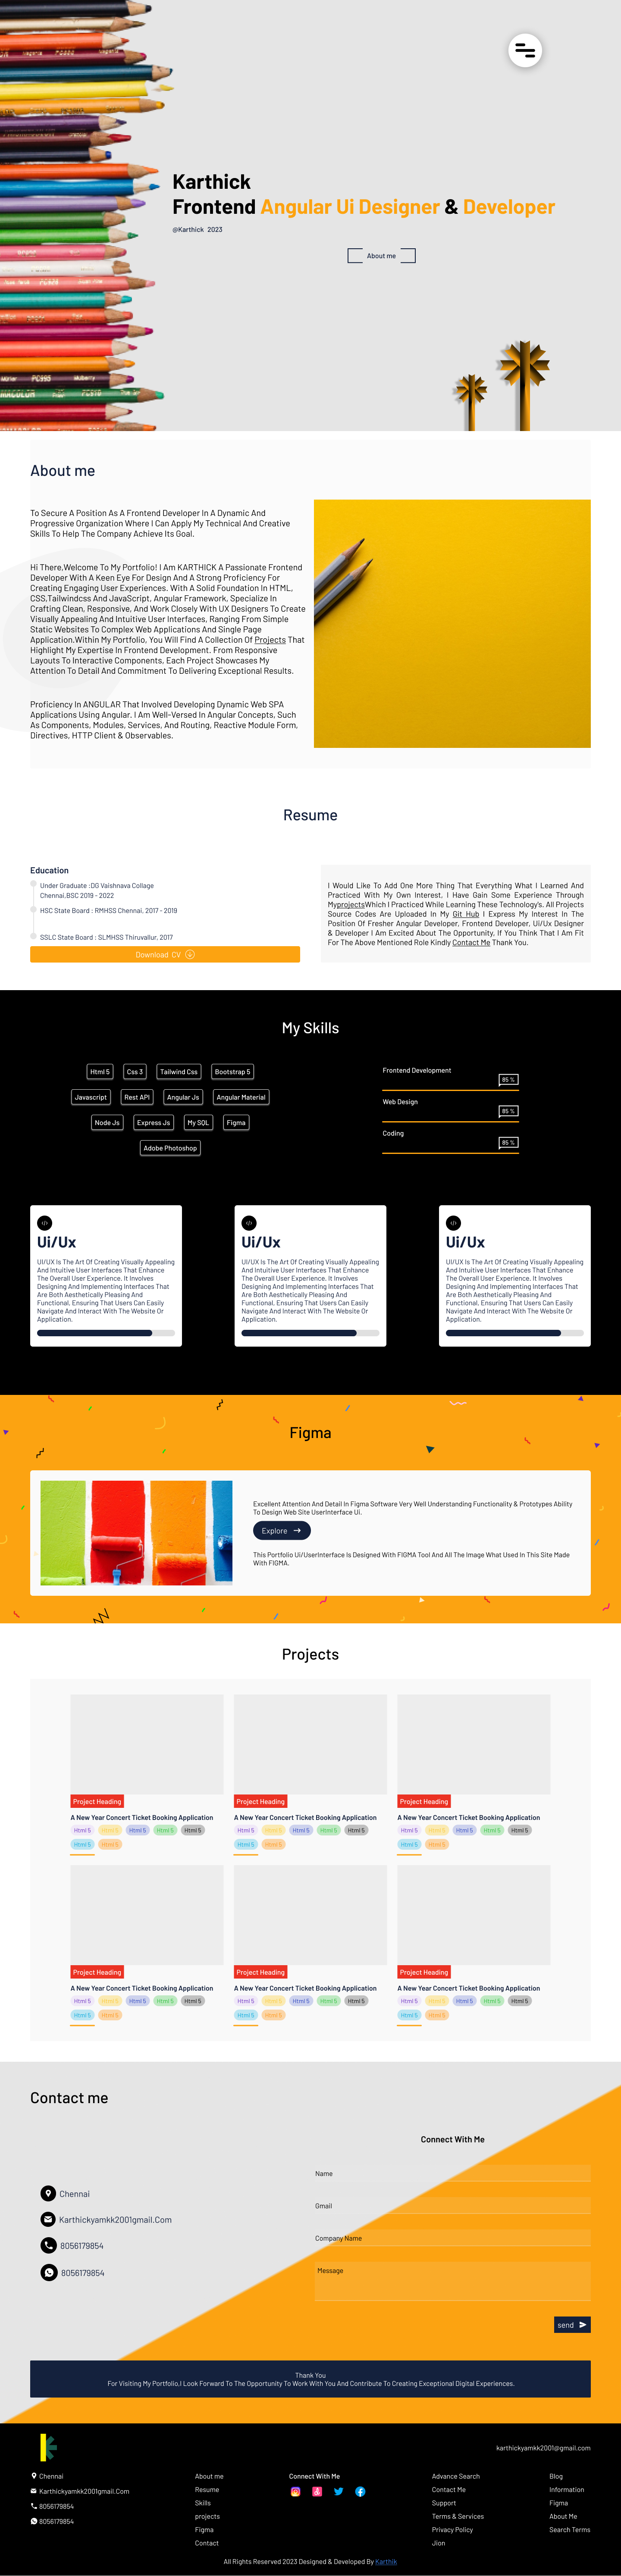 Karthick
Frontend Angular Ui Designer & Developer
@Karthick 2023
About me
About me
To Secure A Position As A Frontend Developer In A Dynamic And
Progressive Organization Where I Can Apply My Technical And Creative
Skills To Help The Company Achieve Its Goal.
Hi There,Welcome To My Portfolio! I Am KARTHICK A Passionate Frontend
Developer With A Keen Eye For Design And A Strong Proficiency For
Creating Engaging User Experiences. With A Solid Foundation In HTML,
CSS,Tailwindcss And JavaScript, Angular Framework, Specialize In
Crafting Clean, Responsive, And Work Closely With UX Designers To Create
Visually Appealing And Intuitive User Interfaces, Ranging From Simple
Static Websites To Complex Web Applications And Single Page
Application.Within My Portfolio, You Will Find A Collection Of Projects That
Highlight My Expertise In Frontend Development. From Responsive
Layouts To Interactive Components, Each Project Showcases My
Attention To Detail And Commitment To Delivering Exceptional Results.
Proficiency In ANGULAR That Involved Developing Dynamic Web SPA
Applications Using Angular, I Am Well-Versed In Angular Concepts, Such
As Components, Modules, Services, And Routing, Reactive Module Form,
Directives, HTTP Client & Observables.
Resume
Education
Under Graduate :DG Vaishnava Collage
Chennai,BSC 2019 - 2022
HSC State Board : RMHSS Chennai, 2017 - 2019
SSLC State Board : SLMHSS Thiruvallur, 2017
Download CV
I Would Like To Add One More Thing That Everything What I Learned And
Practiced With My Own Interest, I Have Gain Some Experience Through
MyprojectsWhich I Practiced While Learning These Technology's. All Projects
Source Codes Are Uploaded In My Git Hub I Express My Interest In The
Position Of Fresher Angular Developer, Frontend Developer, Ui/Ux Designer
& Developer I Am Excited About The Opportunity, If You Think That I Am Fit
For The Above Mentioned Role Kindly Contact Me Thank You.
My Skills
Html 5 Css 3 Tailwind Css Bootstrap 5
Javascript Rest API Angular Js Angular Material
Node Js Express Js My SQL Figma
Adobe Photoshop
Frontend Development
85 %
Web Design
85 %
Coding
85 %
Ui/Ux
UI/UX Is The Art Of Creating Visually Appealing
And Intuitive User Interfaces That Enhance
The Overall User Experience. It Involves
Designing And Implementing Interfaces That
Are Both Aesthetically Pleasing And
Functional, Ensuring That Users Can Easily
Navigate And Interact With The Website Or
Application.
Ui/Ux
UI/UX Is The Art Of Creating Visually Appealing
And Intuitive User Interfaces That Enhance
The Overall User Experience. It Involves
Designing And Implementing Interfaces That
Are Both Aesthetically Pleasing And
Functional, Ensuring That Users Can Easily
Navigate And Interact With The Website Or
Application.
Ui/Ux
UI/UX Is The Art Of Creating Visually Appealing
And Intuitive User Interfaces That Enhance
The Overall User Experience. It Involves
Designing And Implementing Interfaces That
Are Both Aesthetically Pleasing And
Functional, Ensuring That Users Can Easily
Navigate And Interact With The Website Or
Application.
Figma
Excellent Attention And Detail In Figma Software Very Well Understanding Functionality & Prototypes Ability
To Design Web Site UserInterface Ui.
Explore
This Portfolio Ui/UserInterface Is Designed With FIGMA Tool And All The Image What Used In This Site Made
With FIGMA.
Projects
Project Heading Project Heading Project Heading
A New Year Concert Ticket Booking Application A New Year Concert Ticket Booking Application A New Year Concert Ticket Booking Application
Html 5 Html 5 Html 5 Html 5 Html 5 Html 5 Html 5 Html 5 Html 5 Html 5 Html 5 Html 5 Html 5 Html 5 Html 5
Html 5 Html 5 Html 5 Html 5 Html 5 Html 5
Project Heading Project Heading Project Heading
A New Year Concert Ticket Booking Application A New Year Concert Ticket Booking Application A New Year Concert Ticket Booking Application
Html 5 Html 5 Html 5 Html 5 Html 5 Html 5 Html 5 Html 5 Html 5 Html 5 Html 5 Html 5 Html 5 Html 5 Html 5
Html 5 Html 5 Html 5 Html 5 Html 5 Html 5
Contact me
Chennai
Karthickyamkk2001gmail.Com
8056179854
8056179854
Connect With Me
Name
Gmail
Company Name
Message
send
Thank You
For Visiting My Portfolio,I Look Forward To The Opportunity To Work With You And Contribute To Creating Exceptional Digital Experiences.
karthickyamkk2001@gmail.com
Chennai
Karthickyamkk2001gmail.Com
8056179854
8056179854
About me
Resume
Skills
projects
Figma
Contact
Connect With Me
Advance Search
Contact Me
Support
Terms & Services
Privacy Policy
Jion
Blog
Information
Figma
About Me
Search Terms
All Rights Reserved 2023 Designed & Developed By Karthik